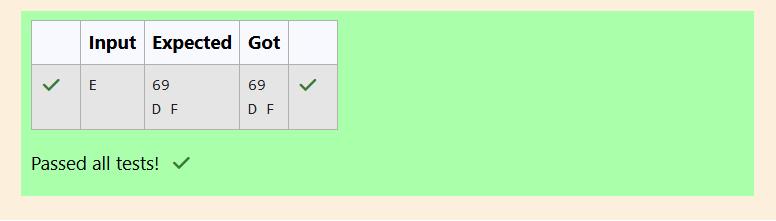 Input Expected Got
E 69 69
D F D F
Passed all tests!